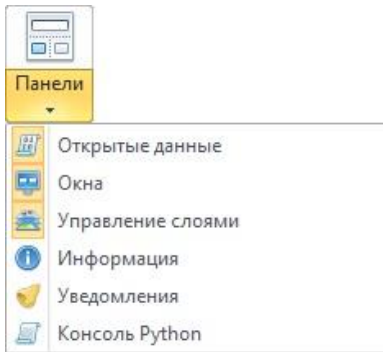 Панели
Открытые данные
Окна
Управление слоями
Информация
Уведомления
Консоль Python